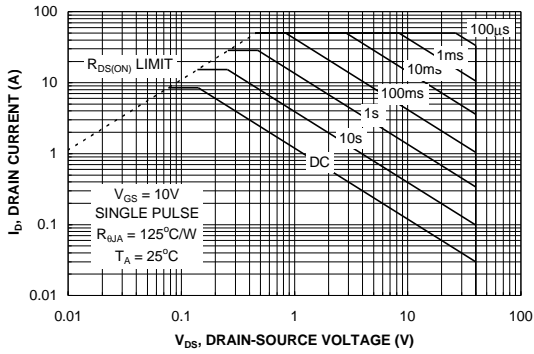 100
10
1
0.1
0.01
0.01
0.1
1
10
100
I_D, DRAIN CURRENT (A)
V_DS, DRAIN-SOURCE VOLTAGE (V)
R_DS(ON) LIMIT
100µs
1ms
10ms
100ms
1s
10s
DC
V_GS = 10V
SINGLE PULSE
R_θJA = 125°C/W
T_A = 25°C